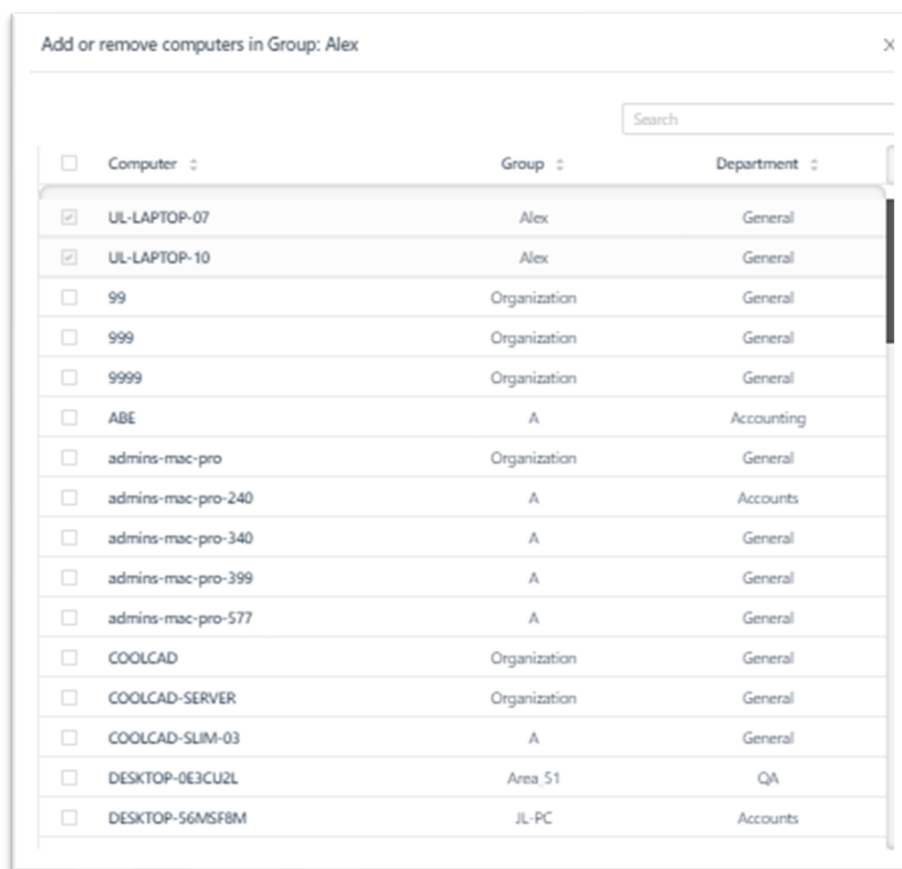 Add or remove computers in Group: Alex
Search
Computer Group Department
UL-LAPTOP-07 Alex General
UL-LAPTOP-10 Alex General
99 Organization General
999 Organization General
9999 Organization General
ABE A Accounting
admins-mac-pro Organization General
admins-mac-pro-240 A Accounts
admins-mac-pro-340 A General
admins-mac-pro-399 A General
admins-mac-pro-577 A General
COOLCAD Organization General
COOLCAD-SERVER Organization General
COOLCAD-SLIM-03 A General
DESKTOP-0E3CU2L Area_51 QA
DESKTOP-56MSF8M JL-PC Accounts